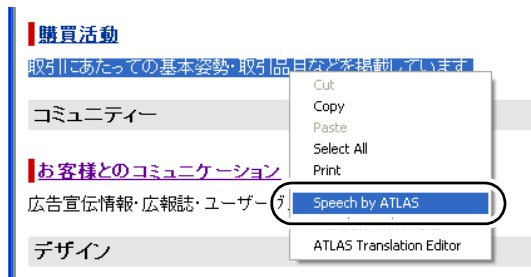 購買活動
取引にあたっての基本姿勢・取引品目などを掲載しています
コミュニティー
お客様とのコミュニケーション
広告宣伝情報・広報誌・ユーザー
デザイン
Cut
Copy
Paste
Select All
Print
Speech by ATLAS
ATLAS Translation Editor